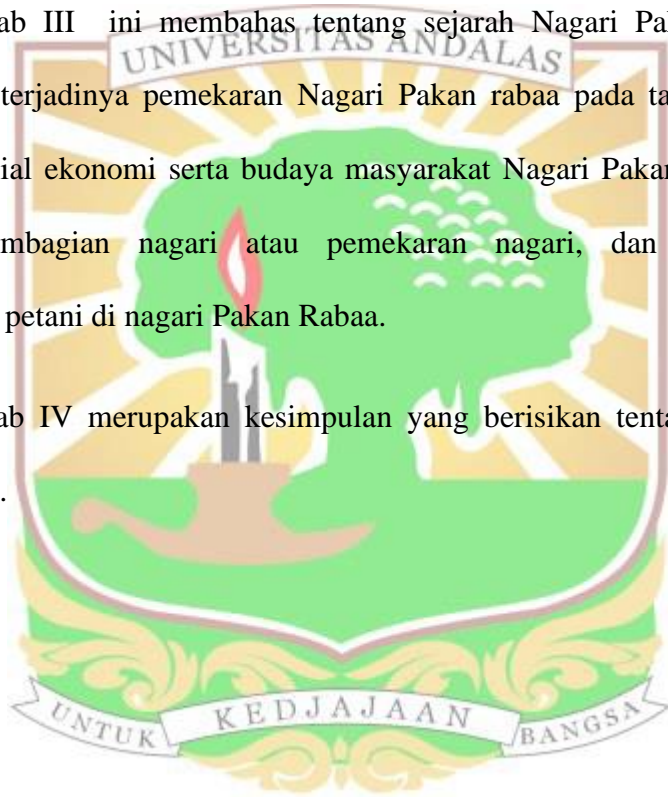 ab III ini membahas tentang sejarah Nagari Pak
UNIVERSITAS ANDALAS
terjadinya pemekaran Nagari Pakan rabaa pada ta
ial ekonomi serta budaya masyarakat Nagari Pakan
mbagian nagari atau pemekaran nagari, dan
petani di nagari Pakan Rabaa.
ab IV merupakan kesimpulan yang berisikan tenta
.
UNTUK KEDJAJAAN BANGSA